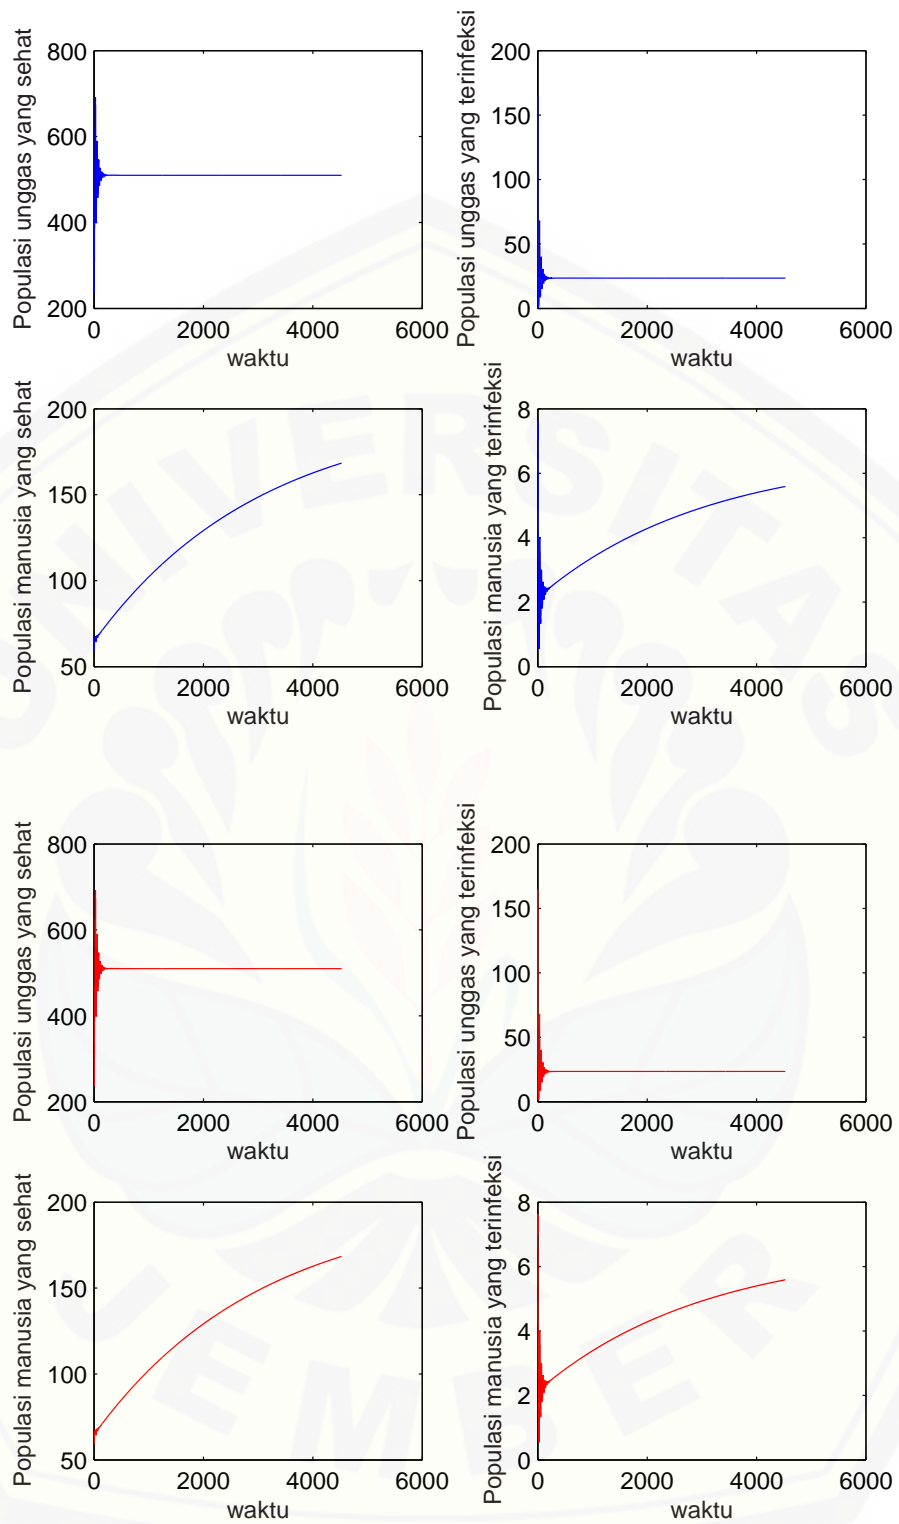 Populasi unggas yang sehat
800
600
400
200
0 2000 4000 6000
waktu
Populasi unggas yang terinfeksi
200
150
100
50
0
0 2000 4000 6000
waktu
Populasi manusia yang sehat
200
150
100
50
0 2000 4000 6000
waktu
Populasi manusia yang terinfeksi
8
6
4
2
0
0 2000 4000 6000
waktu
Populasi unggas yang sehat
800
600
400
200
0 2000 4000 6000
waktu
Populasi unggas yang terinfeksi
200
150
100
50
0
0 2000 4000 6000
waktu
Populasi manusia yang sehat
200
150
100
50
0 2000 4000 6000
waktu
Populasi manusia yang terinfeksi
8
6
4
2
0
0 2000 4000 6000
waktu
UNIVERSITAS
JEMBER